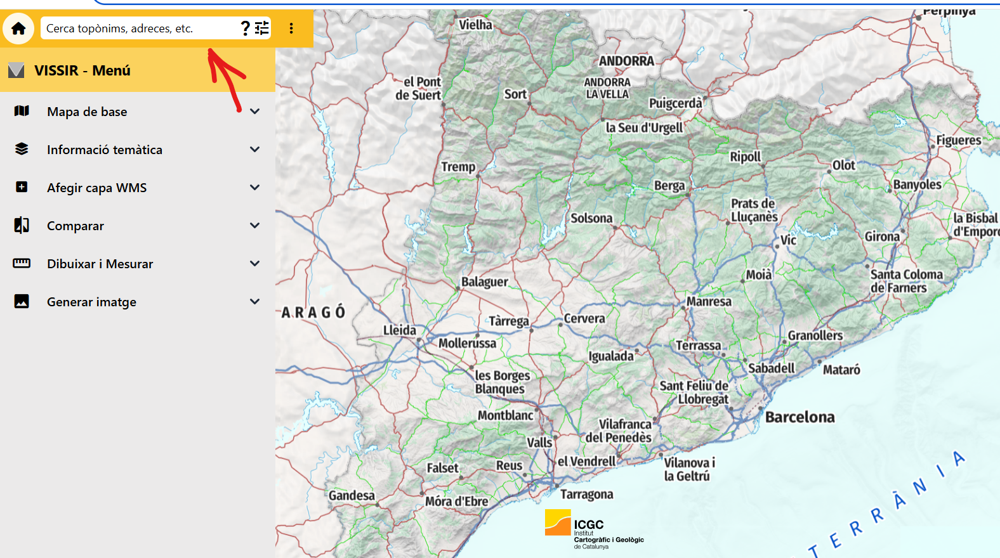 Cerca topònims, adreces, etc.
?
VISSIR - Menú
Mapa de base
Informació temàtica
Afegir capa WMS
Comparar
Dibuixar i Mesurar
Generar imatge
Perpinyà
Vielha
ANDORRA
el Pont
de Suert
Sort
ANDORRA
LA VELLA
Puigcerdà
la Seu d'Urgell
Figueres
Ripoll
Olot
Tremp
Berga
Banyoles
Prats de
Lluçanès
Solsona
la Bisbal
d'Empord
Vic
Girona
Moià
Santa Coloma
de Farners
Balaguer
Manresa
ARAGÓ
Tàrrega
Cervera
Lleida
Mollerussa
Granollers
Terrassa
Igualada
Sabadell
Mataró
les Borges
Blanques
Sant Feliu de
Llobregat
Montblanc
Barcelona
Vilafranca
del Penedès
Valls
el Vendrell
Vilanova i
la Geltrú
Falset
Reus
Gandesa
Móra d'Ebre
Tarragona
TERRÀNIA
ICGC
Institut
Cartogràfic i Geològic
de Catalunya